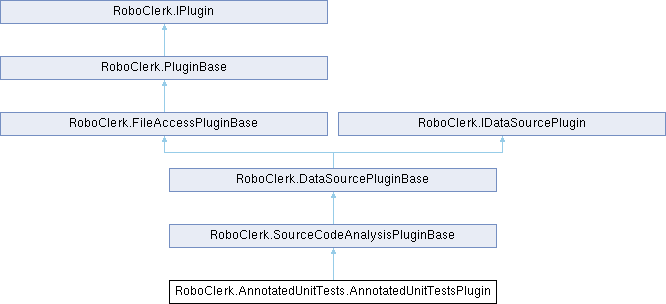 RoboClerk.IPlugin
RoboClerk.PluginBase
RoboClerk.FileAccessPluginBase
RoboClerk.IDataSourcePlugin
RoboClerk.DataSourcePluginBase
RoboClerk.SourceCodeAnalysisPluginBase
RoboClerk.AnnotatedUnitTests.AnnotatedUnitTestsPlugin